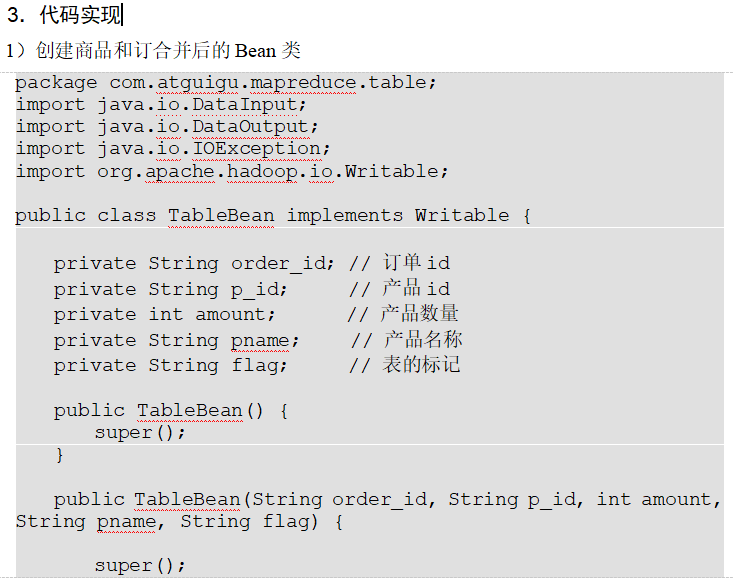 3．代码实现
1）创建商品和订合并后的 Bean 类
package com.atguigu.mapreduce.table;
import java.io.DataInput;
import java.io.DataOutput;
import java.io.IOException;
import org.apache.hadoop.io.Writable;
public class TableBean implements Writable {
private String order_id; // 订单 id
private String p_id; // 产品 id
private int amount; // 产品数量
private String pname; // 产品名称
private String flag; // 表的标记
public TableBean() {
super();
}
public TableBean(String order_id, String p_id, int amount,
String pname, String flag) {
super();